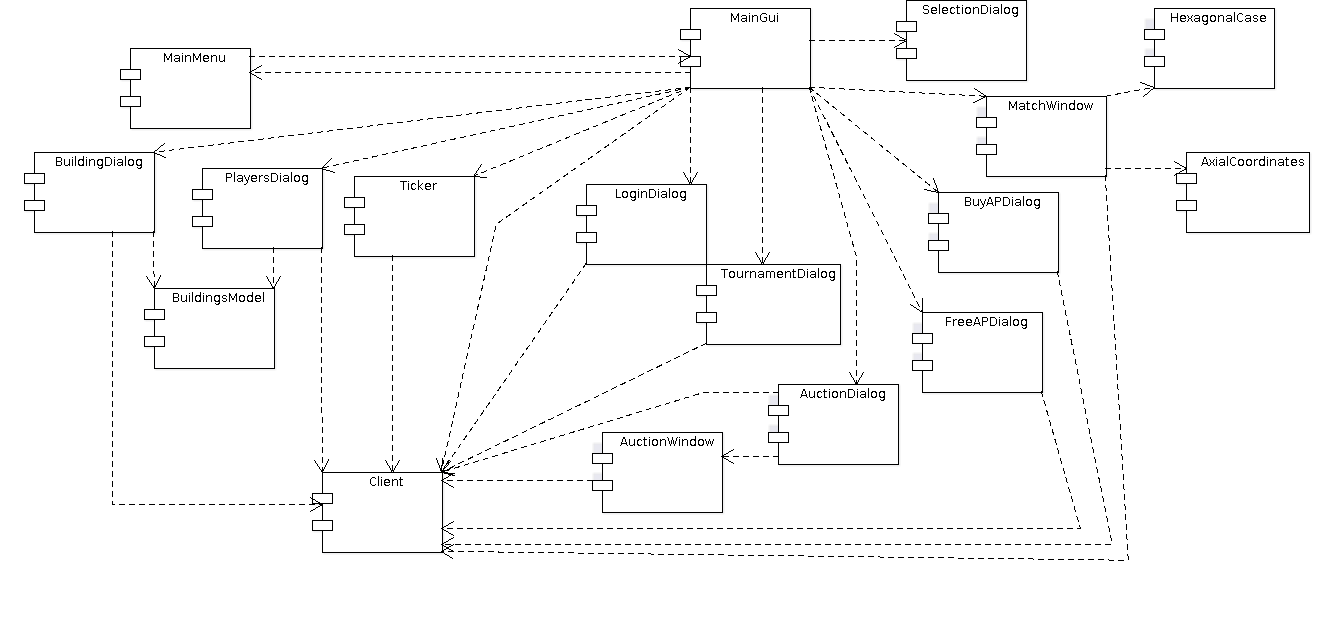 SelectionDialog
MainGui
HexagonalCase
MainMenu
MatchWindow
BuildingDialog
AxialCoordinates
PlayersDialog
Ticker
LoginDialog
BuyAPDialog
TournamentDialog
BuildingsModel
FreeAPDialog
AuctionDialog
AuctionWindow
Client